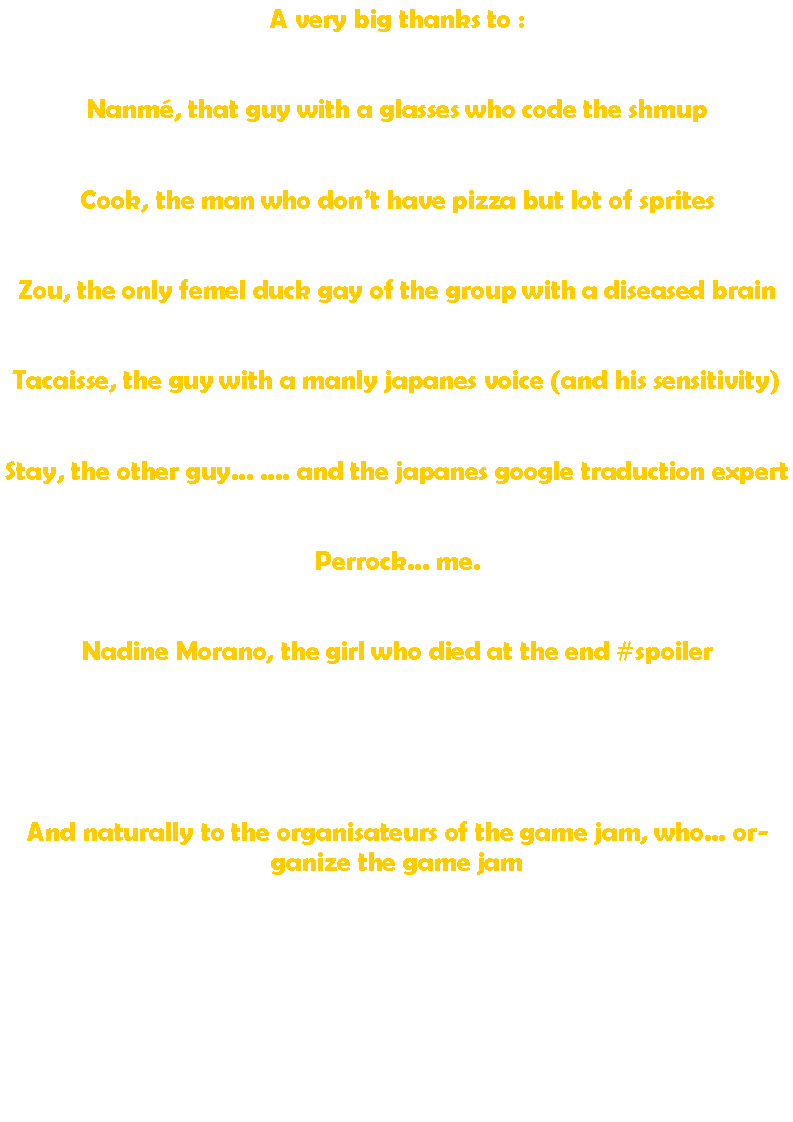 A very big thanks to :
Nanmé, that guy with a glasses who code the shmup
Cook, the man who don’t have pizza but lot of sprites
Zou, the only femel duck gay of the group with a diseased brain
Tacaisse, the guy with a manly japanes voice (and his sensitivity)
Stay, the other guy... .... and the japanes google traduction expert
Perrock... me.
Nadine Morano, the girl who died at the end #spoiler
And naturally to the organisateurs of the game jam, who... or-
ganize the game jam